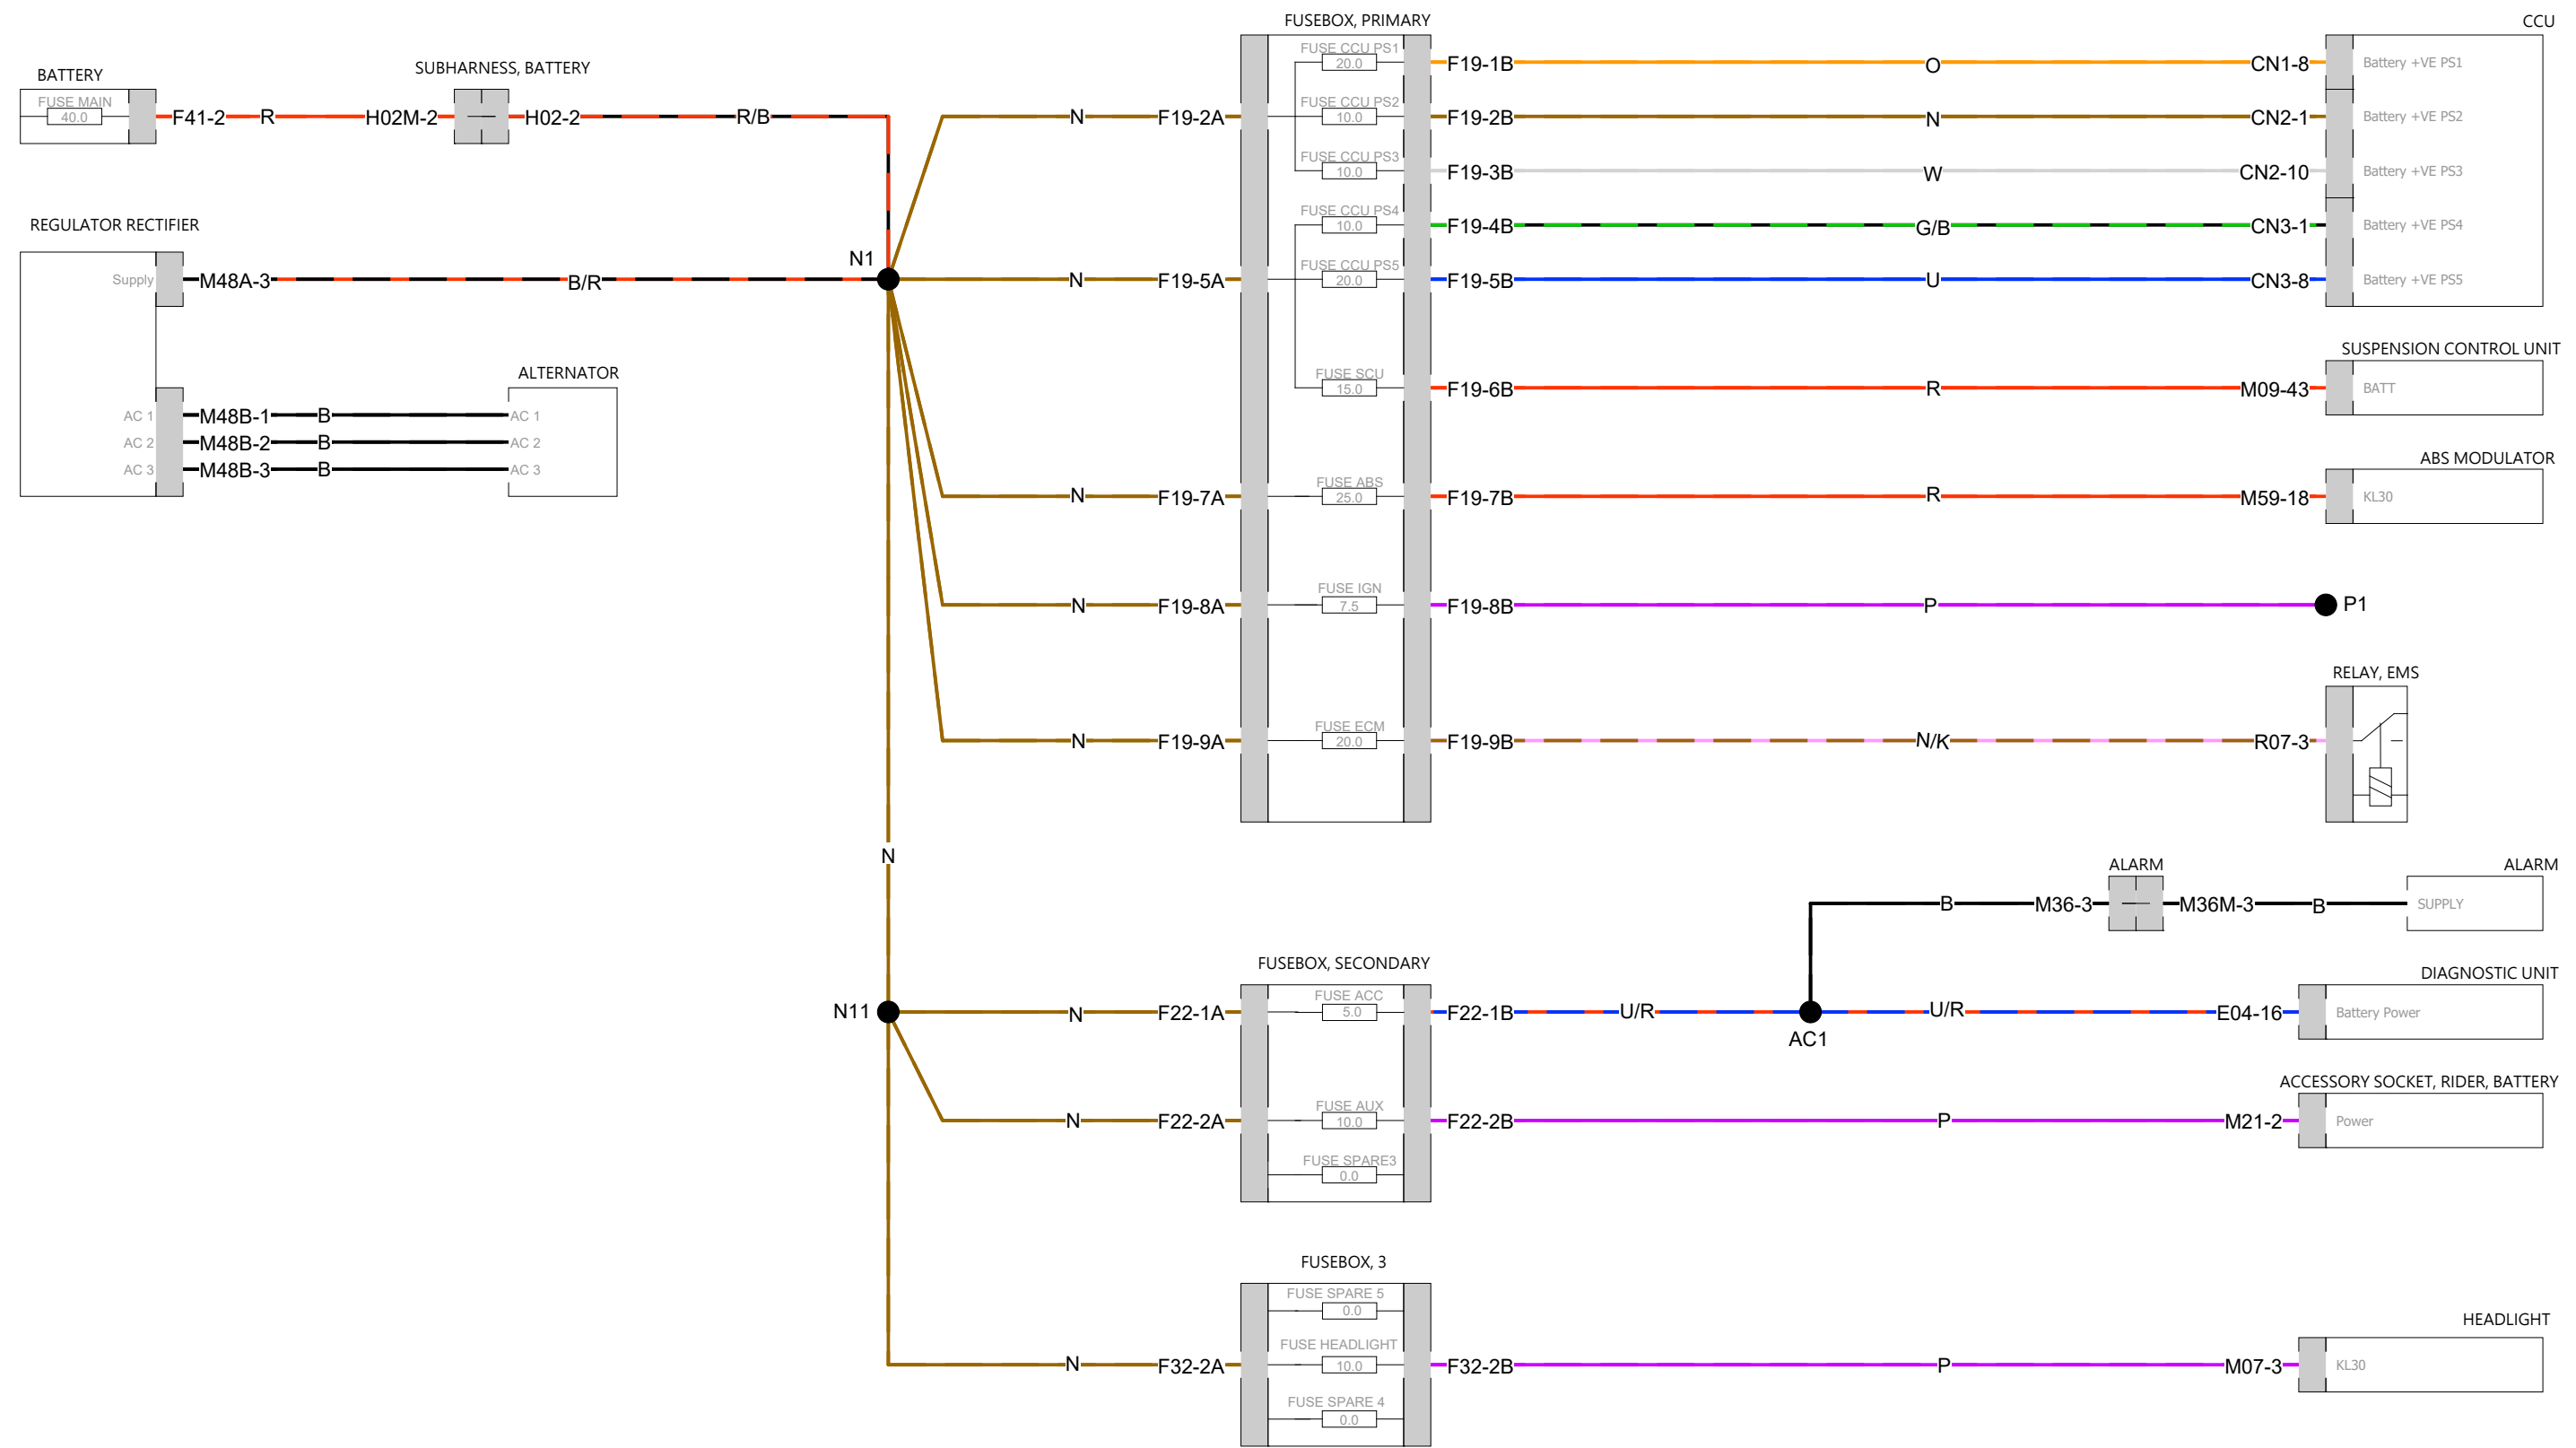 FUSEBOX, PRIMARY
CCU
BATTERY
SUBHARNESS, BATTERY
FUSE MAIN
40.0
F41-2
R
H02M-2
H02-2
R/B
REGULATOR RECTIFIER
Supply
M48A-3
B/R
N1
ALTERNATOR
AC 1
M48B-1
B
AC 1
AC 2
M48B-2
B
AC 2
AC 3
M48B-3
B
AC 3
N
F19-2A
N
F19-5A
N
F19-7A
N
F19-8A
N
F19-9A
FUSE CCU PS1
20.0
F19-1B
O
CN1-8
Battery +VE PS1
FUSE CCU PS2
10.0
F19-2B
N
CN2-1
Battery +VE PS2
FUSE CCU PS3
10.0
F19-3B
W
CN2-10
Battery +VE PS3
FUSE CCU PS4
10.0
F19-4B
G/B
CN3-1
Battery +VE PS4
FUSE CCU PS5
20.0
F19-5B
U
CN3-8
Battery +VE PS5
SUSPENSION CONTROL UNIT
FUSE SCU
15.0
F19-6B
R
M09-43
BATT
ABS MODULATOR
FUSE ABS
25.0
F19-7B
R
M59-18
KL30
FUSE IGN
7.5
F19-8B
P
P1
RELAY, EMS
FUSE ECM
20.0
F19-9B
N/K
R07-3
N
ALARM
ALARM
B
M36-3
M36M-3
B
SUPPLY
FUSEBOX, SECONDARY
DIAGNOSTIC UNIT
N11
N
F22-1A
FUSE ACC
5.0
F22-1B
U/R
AC1
U/R
E04-16
Battery Power
ACCESSORY SOCKET, RIDER, BATTERY
N
F22-2A
FUSE AUX
10.0
F22-2B
P
M21-2
Power
FUSE SPARE3
0.0
FUSEBOX, 3
FUSE SPARE 5
0.0
HEADLIGHT
N
F32-2A
FUSE HEADLIGHT
10.0
F32-2B
P
M07-3
KL30
FUSE SPARE 4
0.0